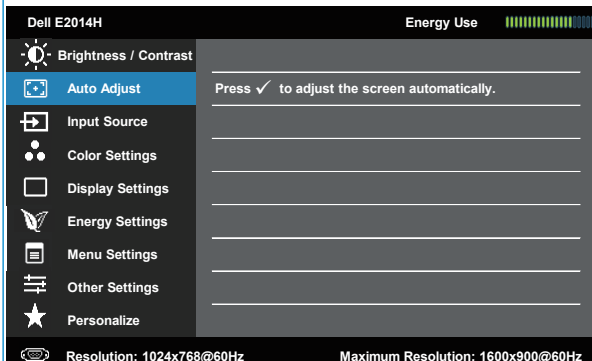 Dell E2014H Energy Use
Brightness / Contrast
Auto Adjust Press ✓ to adjust the screen automatically.
Input Source
Color Settings
Display Settings
Energy Settings
Menu Settings
Other Settings
Personalize
Resolution: 1024x768@60Hz Maximum Resolution: 1600x900@60Hz